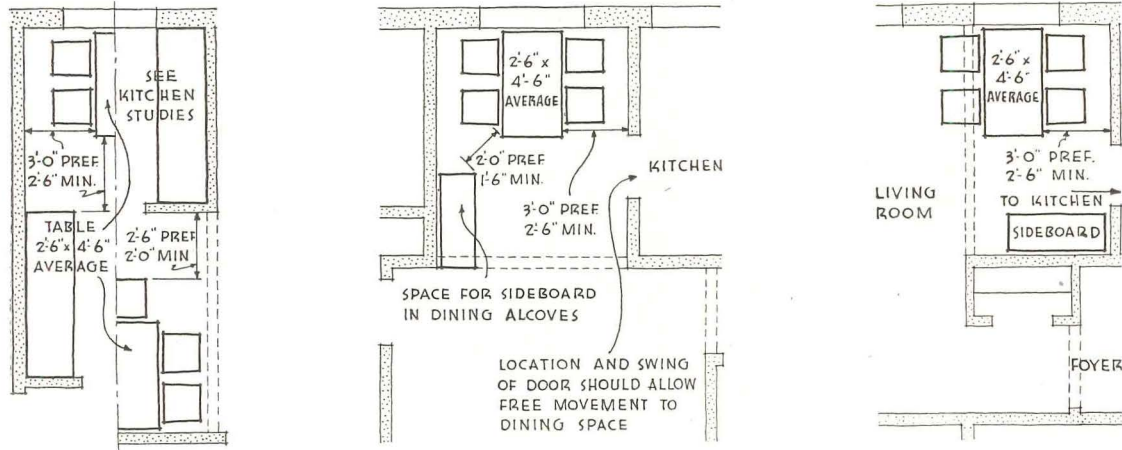 SEE
KITCHEN
STUDIES
3'-0" PREF.
2'-6" MIN.
TABLE
2'-6" x 4'-6"
AVERAGE
2'-6" PREF.
2'-0" MIN.
2'-6" x
4'-6"
AVERAGE
2'-0" PREF.
1'-6" MIN.
3'-0" PREF.
2'-6" MIN.
KITCHEN
SPACE FOR SIDEBOARD
IN DINING ALCOVES
LOCATION AND SWING
OF DOOR SHOULD ALLOW
FREE MOVEMENT TO
DINING SPACE
2'-6" x
4'-6"
AVERAGE
3'-0" PREF.
2'-6" MIN.
LIVING
ROOM
TO KITCHEN
SIDEBOARD
FOYER